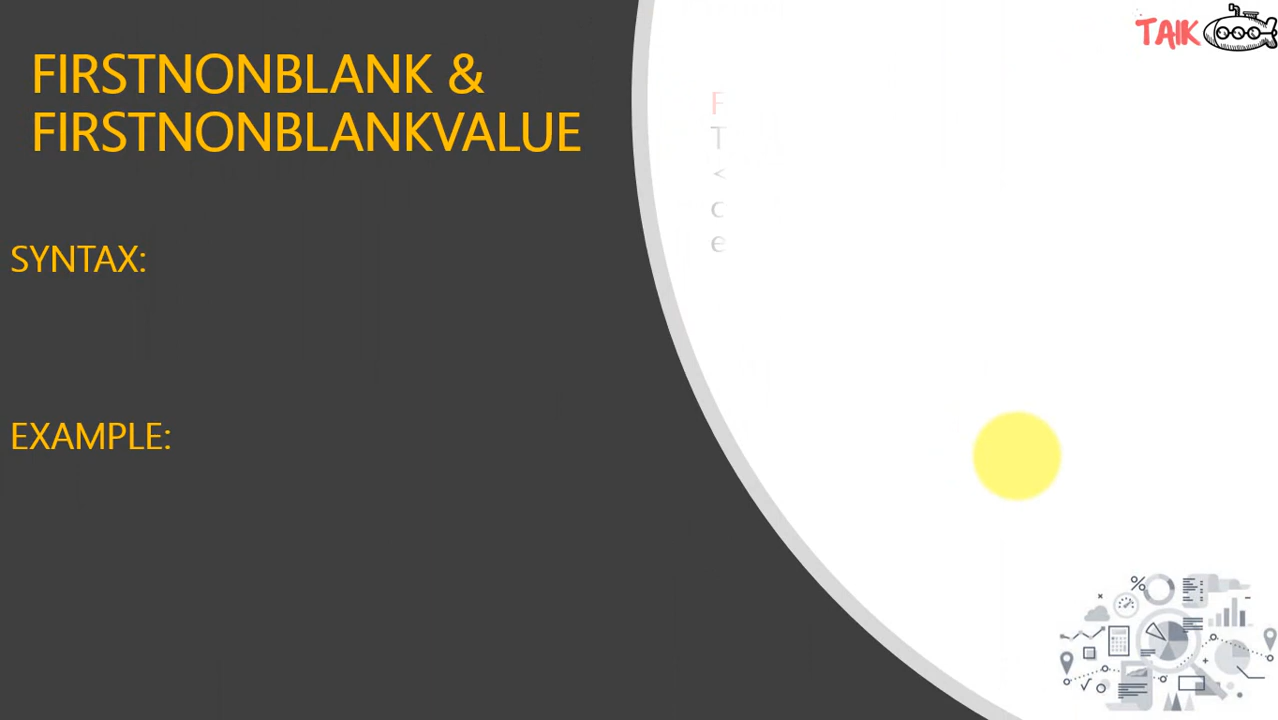 FIRSTNONBLANK &
FIRSTNONBLANKVALUE
SYNTAX:
EXAMPLE:
TAIK